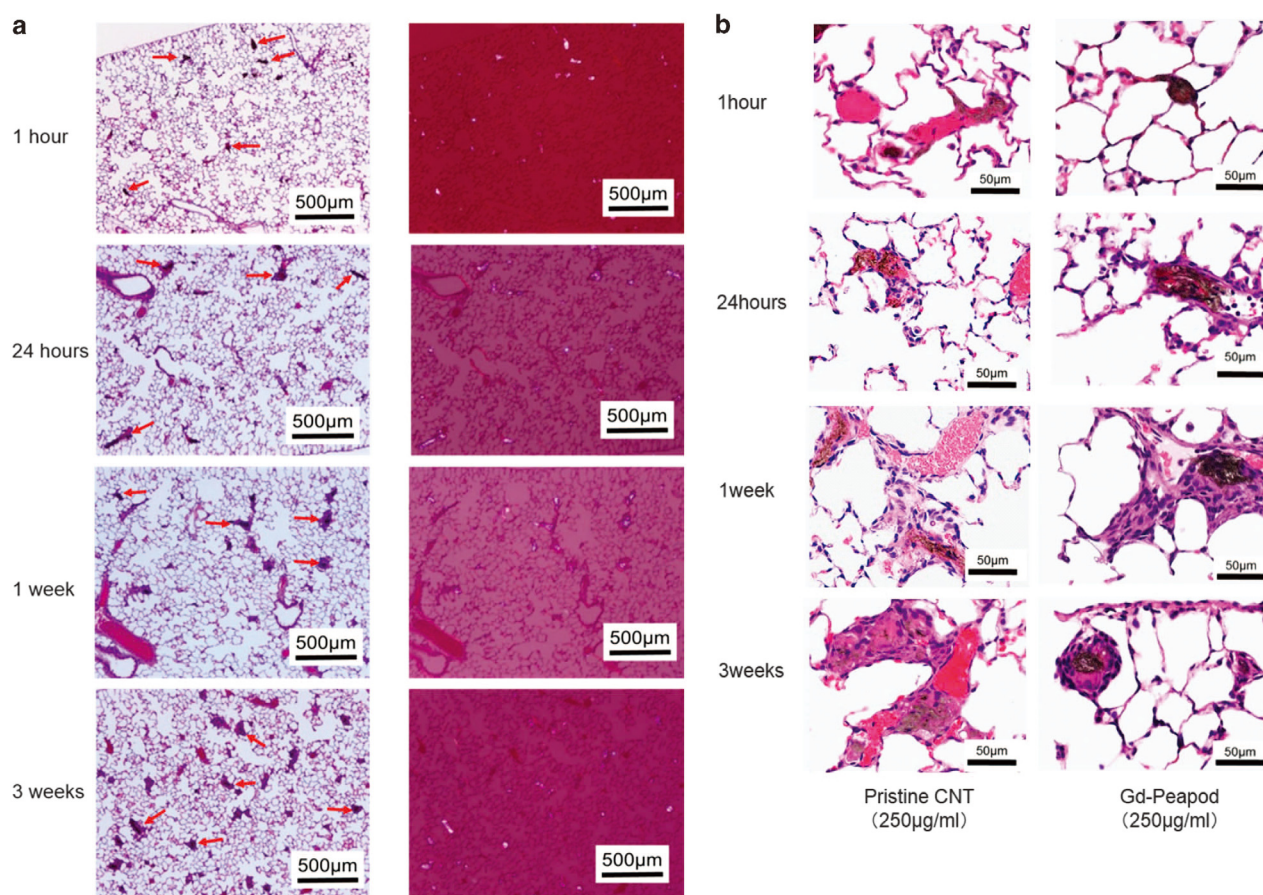 a
1 hour
500µm
500µm
24 hours
500µm
500µm
1 week
500µm
500µm
3 weeks
500µm
500µm
b
1hour
50µm
50µm
24hours
50µm
50µm
1week
50µm
50µm
3weeks
50µm
50µm
Pristine CNT
(250µg/ml)
Gd-Peapod
(250µg/ml)